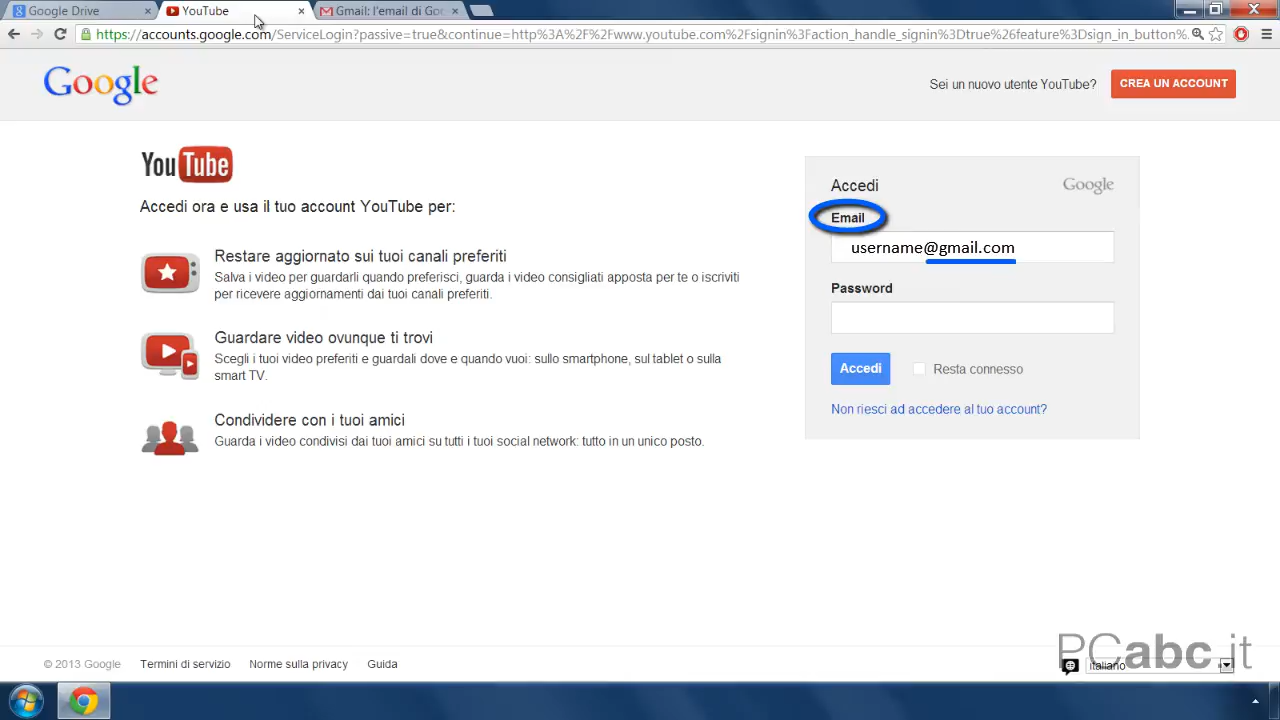 Google Drive
YouTube
Gmail: l'email di Goo
https://accounts.google.com/ServiceLogin?passive=true&continue=http%3A%2F%2Fwww.youtube.com%2Fsignin%3Faction_handle_signin%3Dtrue%26feature%3Dsign_in_button%
Google
Sei un nuovo utente YouTube?
CREA UN ACCOUNT
YouTube
Accedi ora e usa il tuo account YouTube per:
Restare aggiornato sui tuoi canali preferiti
Salva i video per guardarli quando preferisci, guarda i video consigliati apposta per te o iscriviti
per ricevere aggiornamenti dai tuoi canali preferiti.
Guardare video ovunque ti trovi
Scegli i tuoi video preferiti e guardali dove e quando vuoi: sullo smartphone, sul tablet o sulla
smart TV.
Condividere con i tuoi amici
Guarda i video condivisi dai tuoi amici su tutti i tuoi social network: tutto in un unico posto.
Accedi
Google
Email
username@gmail.com
Password
Accedi
Resta connesso
Non riesci ad accedere al tuo account?
© 2013 Google
Termini di servizio
Norme sulla privacy
Guida
Italiano
PCabc.it